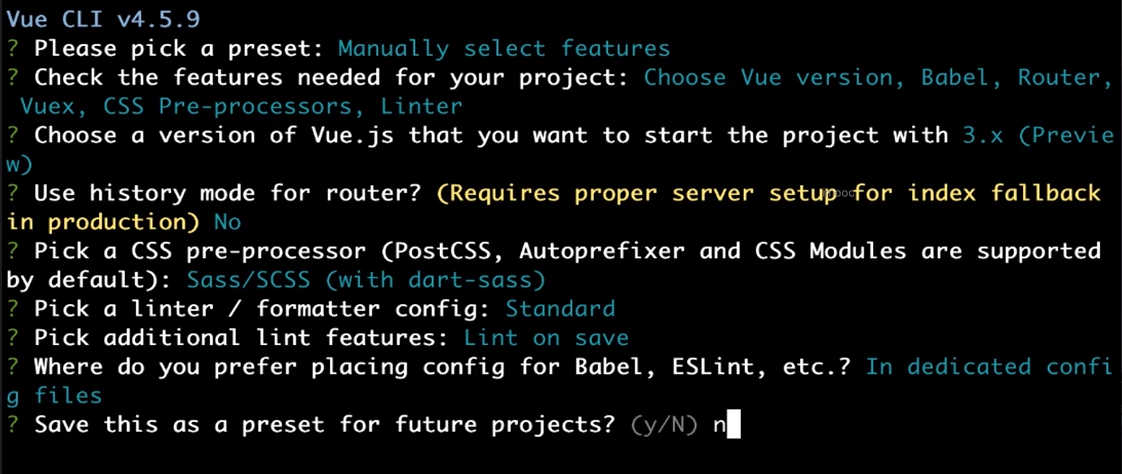 Vue CLI v4.5.9
? Please pick a preset: Manually select features
? Check the features needed for your project: Choose Vue version, Babel, Router,
Vuex, CSS Pre-processors, Linter
? Choose a version of Vue.js that you want to start the project with 3.x (Previe
w)
? Use history mode for router? (Requires proper server setup for index fallback
in production) No
? Pick a CSS pre-processor (PostCSS, Autoprefixer and CSS Modules are supported
by default): Sass/SCSS (with dart-sass)
? Pick a linter / formatter config: Standard
? Pick additional lint features: Lint on save
? Where do you prefer placing config for Babel, ESLint, etc.? In dedicated confi
g files
? Save this as a preset for future projects? (y/N) n